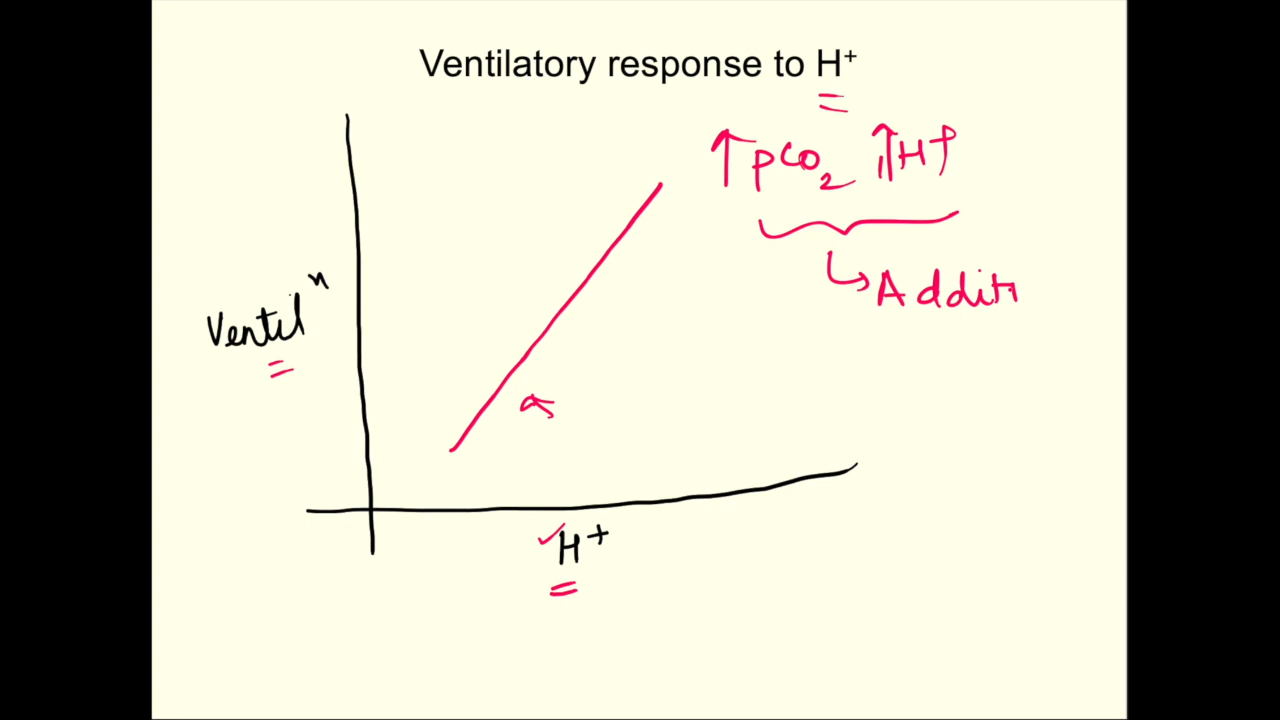 Ventilatory response to H⁺
↑pCO₂ ↑H⁺
↳ Additi
Ventilⁿ
✓H⁺